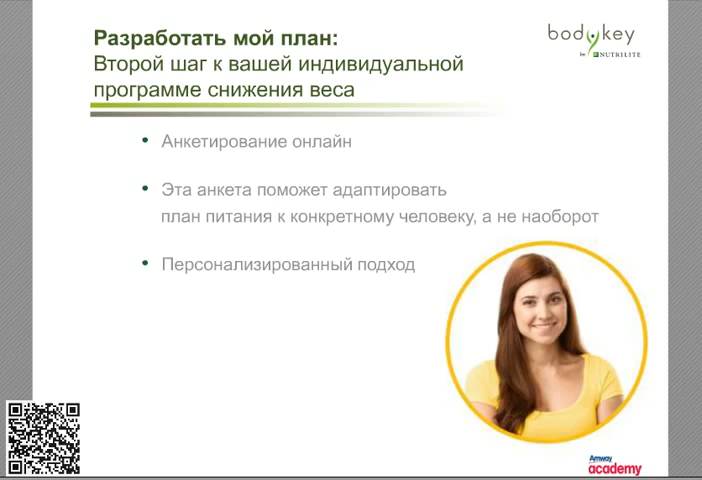 Разработать мой план:
Второй шаг к вашей индивидуальной
программе снижения веса
bodykey
by NUTRILITE
• Анкетирование онлайн
• Эта анкета поможет адаптировать
план питания к конкретному человеку, а не наоборот
• Персонализированный подход
Amway
academy